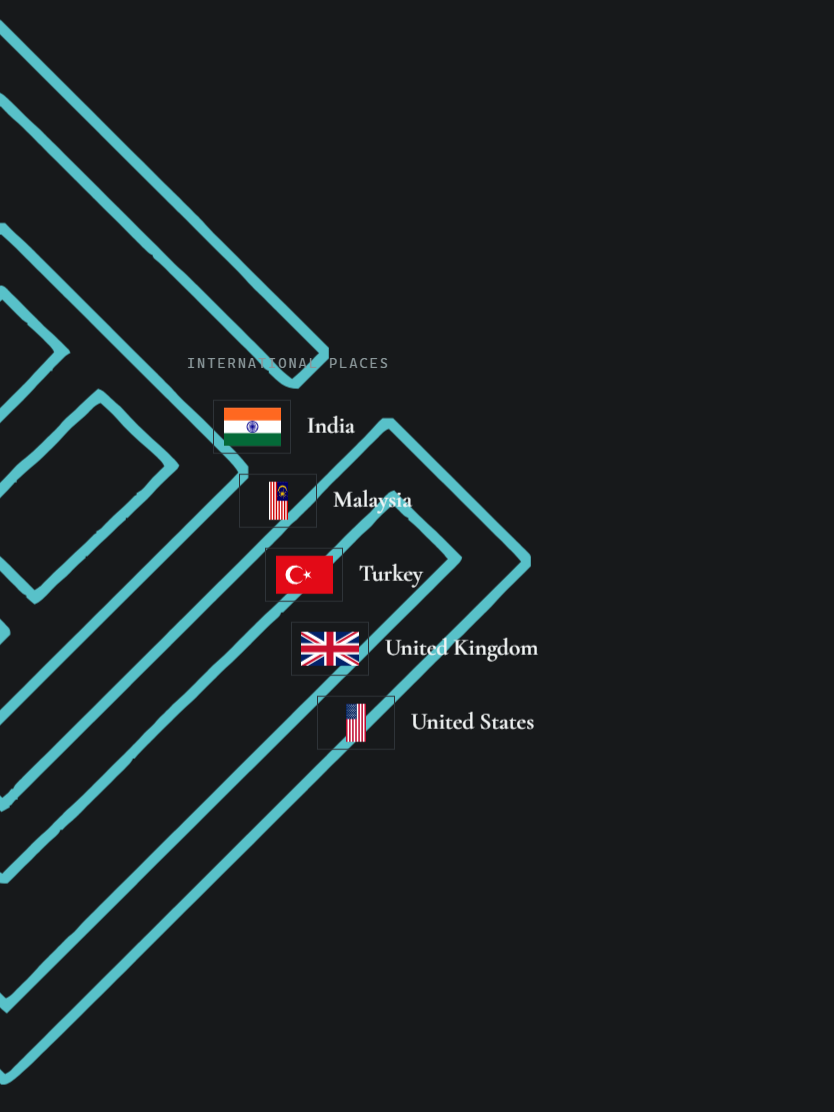 INTERNATIONAL PLACES
India
Malaysia
Turkey
United Kingdom
United States